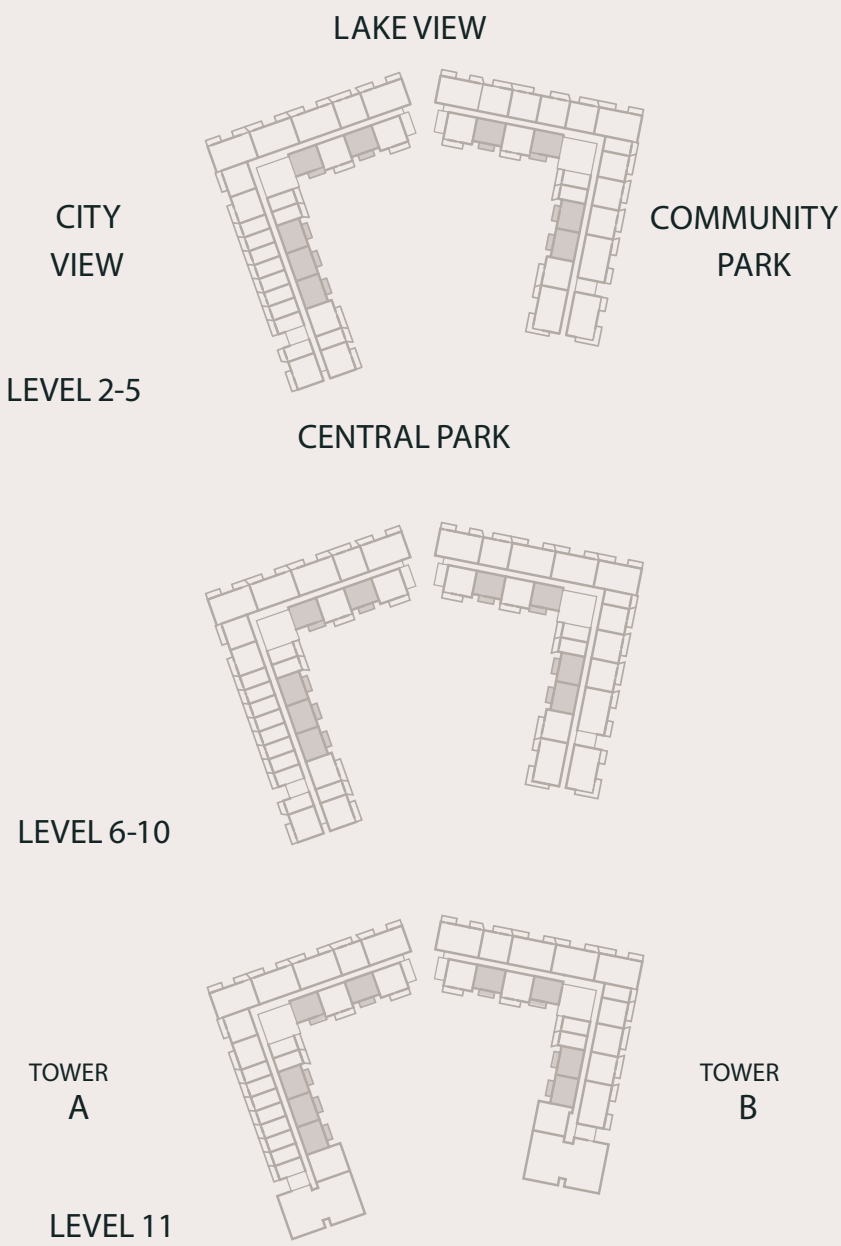 LAKE VIEW
CITY
VIEW
COMMUNITY
PARK
LEVEL 2-5
CENTRAL PARK
LEVEL 6-10
TOWER
A
TOWER
B
LEVEL 11